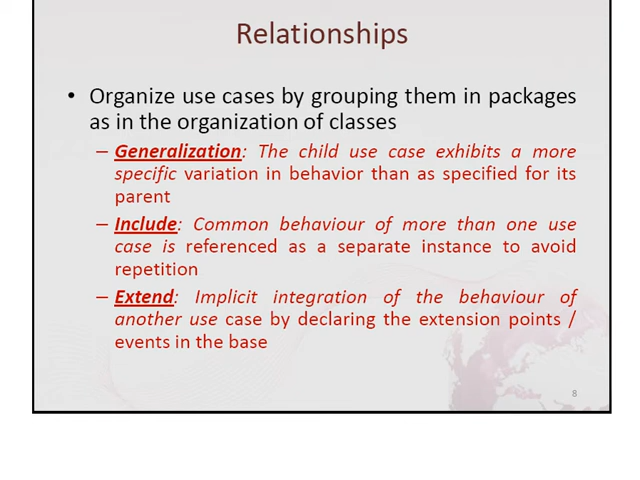 Relationships
• Organize use cases by grouping them in packages
as in the organization of classes
– Generalization: The child use case exhibits a more
specific variation in behavior than as specified for its
parent
– Include: Common behaviour of more than one use
case is referenced as a separate instance to avoid
repetition
– Extend: Implicit integration of the behaviour of
another use case by declaring the extension points /
events in the base
8